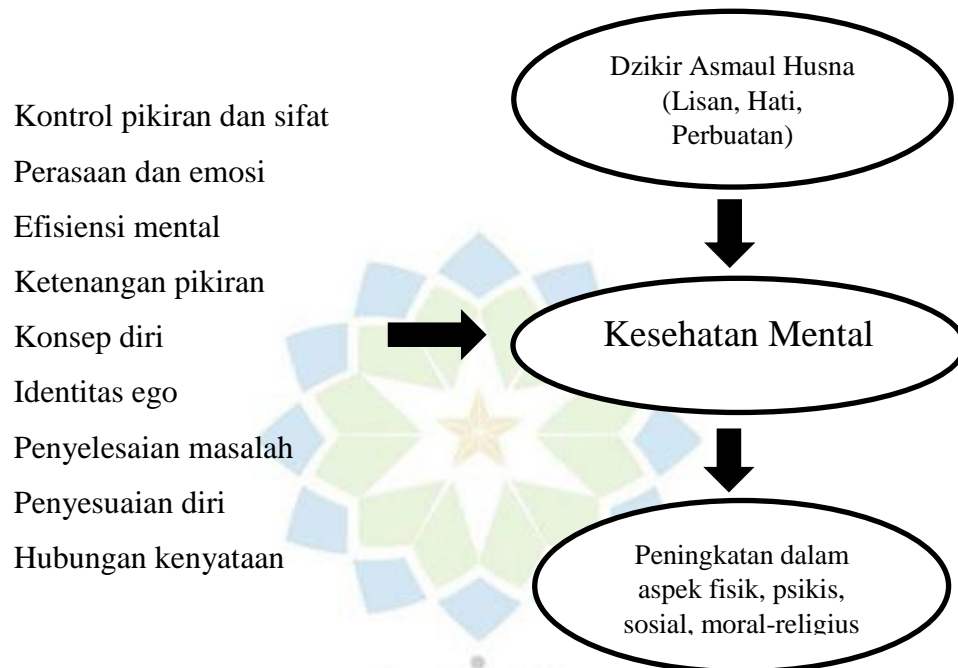 Kontrol pikiran dan sifat
Perasaan dan emosi
Efisiensi mental
Ketenangan pikiran
Konsep diri
Identitas ego
Penyelesaian masalah
Penyesuaian diri
Hubungan kenyataan
Dzikir Asmaul Husna
(Lisan, Hati,
Perbuatan)
Kesehatan Mental
Peningkatan dalam
aspek fisik, psikis,
sosial, moral-religius